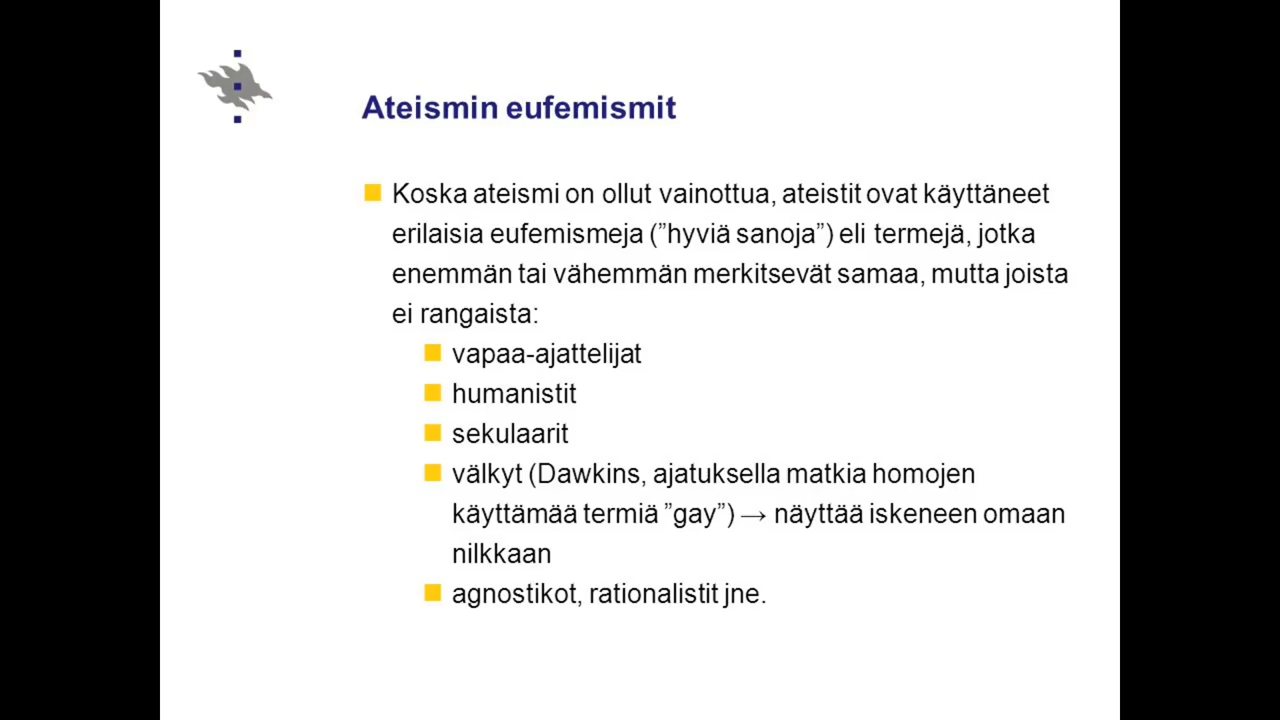 Ateismin eufemismit
Koska ateismi on ollut vainottua, ateistit ovat käyttäneet
erilaisia eufemismeja (”hyviä sanoja”) eli termejä, jotka
enemmän tai vähemmän merkitsevät samaa, mutta joista
ei rangaista:
vapaa-ajattelijat
humanistit
sekulaarit
välkyt (Dawkins, ajatuksella matkia homojen
käyttämää termiä ”gay”) → näyttää iskeneen omaan
nilkkaan
agnostikot, rationalistit jne.